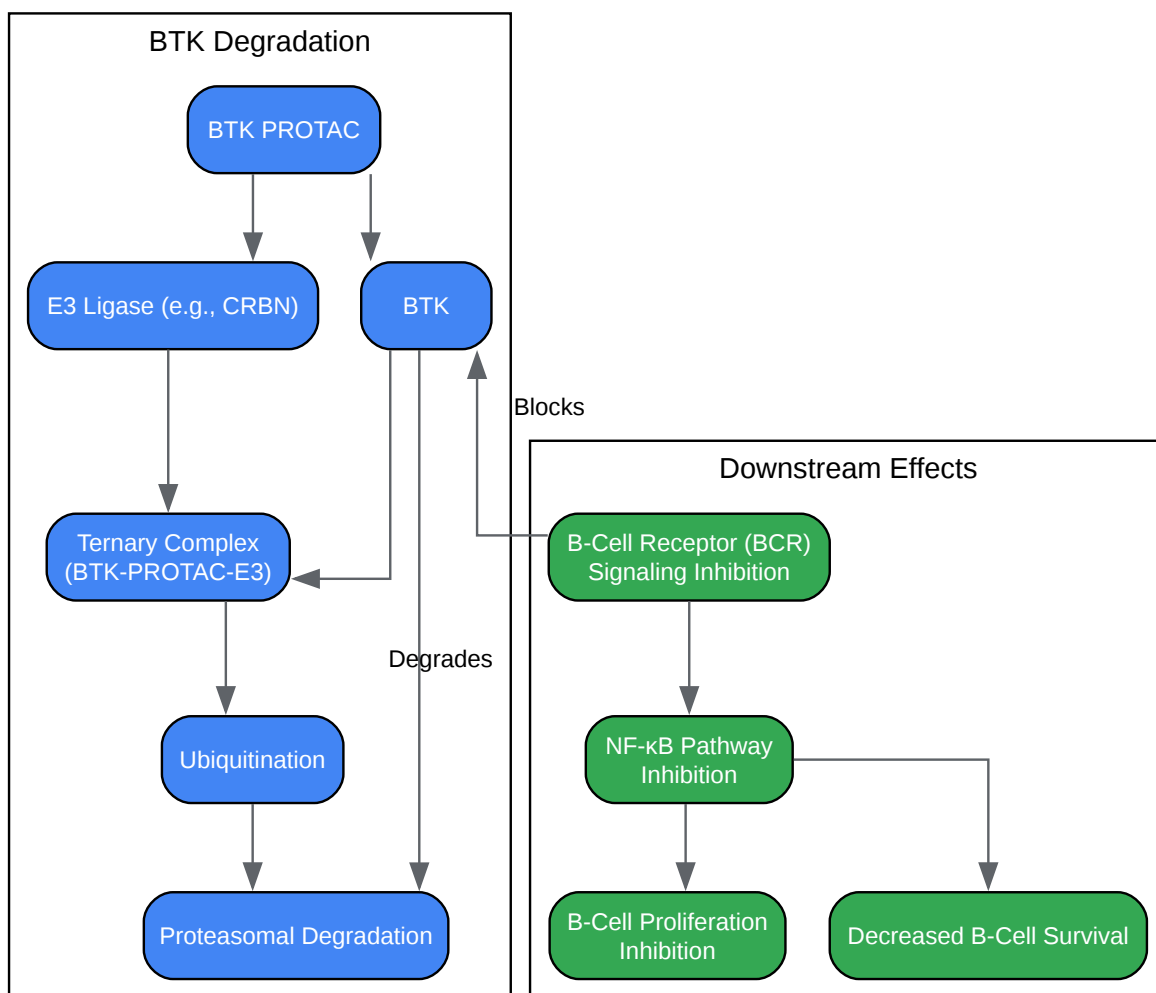 BTK Degradation
BTK PROTAC
E3 Ligase (e.g., CRBN)
BTK
Blocks
Downstream Effects
Ternary Complex
(BTK-PROTAC-E3)
B-Cell Receptor (BCR)
Signaling Inhibition
Degrades
Ubiquitination
NF-κB Pathway
Inhibition
Proteasomal Degradation
B-Cell Proliferation
Inhibition
Decreased B-Cell Survival